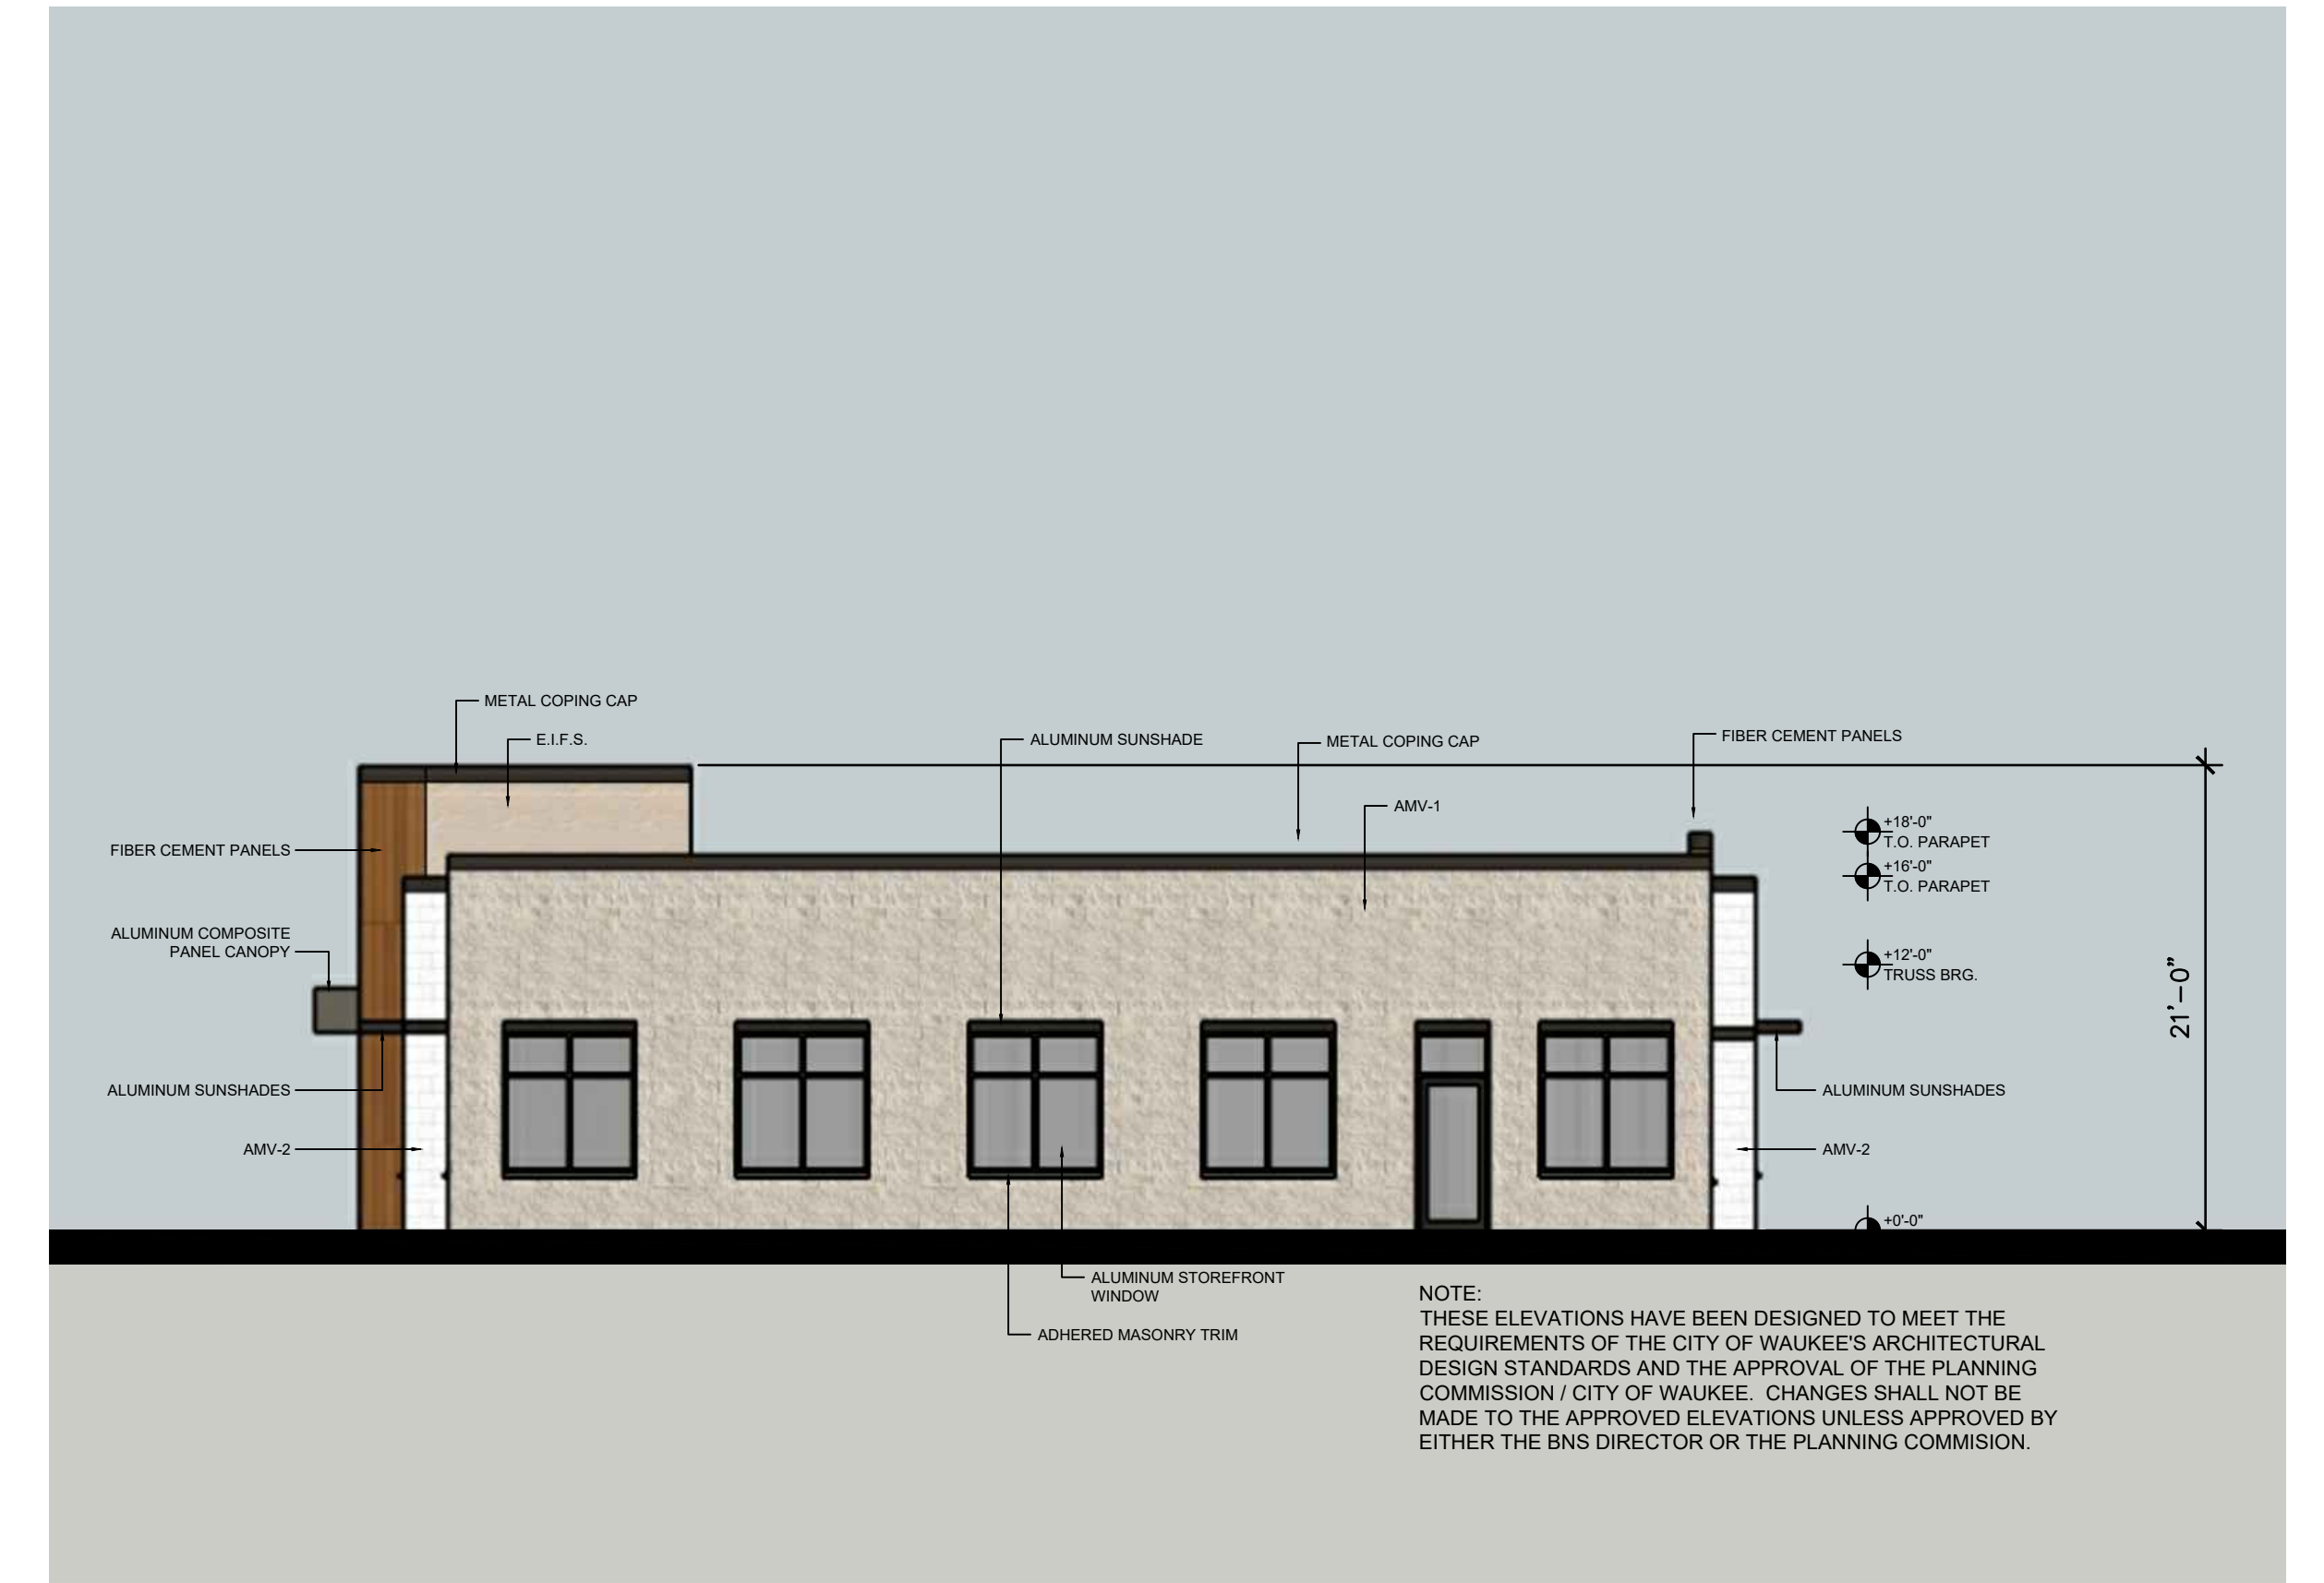 METAL COPING CAP
E.I.F.S.
ALUMINUM SUNSHADE
METAL COPING CAP
FIBER CEMENT PANELS
AMV-1
+18'-0"
T.O. PARAPET
FIBER CEMENT PANELS
+16'-0"
T.O. PARAPET
ALUMINUM COMPOSITE
PANEL CANOPY
+12'-0"
TRUSS BRG.
21'-0"
ALUMINUM SUNSHADES
ALUMINUM SUNSHADES
AMV-2
AMV-2
+0'-0"
ALUMINUM STOREFRONT
WINDOW
ADHERED MASONRY TRIM
NOTE:
THESE ELEVATIONS HAVE BEEN DESIGNED TO MEET THE
REQUIREMENTS OF THE CITY OF WAUKEE'S ARCHITECTURAL
DESIGN STANDARDS AND THE APPROVAL OF THE PLANNING
COMMISSION / CITY OF WAUKEE. CHANGES SHALL NOT BE
MADE TO THE APPROVED ELEVATIONS UNLESS APPROVED BY
EITHER THE BNS DIRECTOR OR THE PLANNING COMMISION.